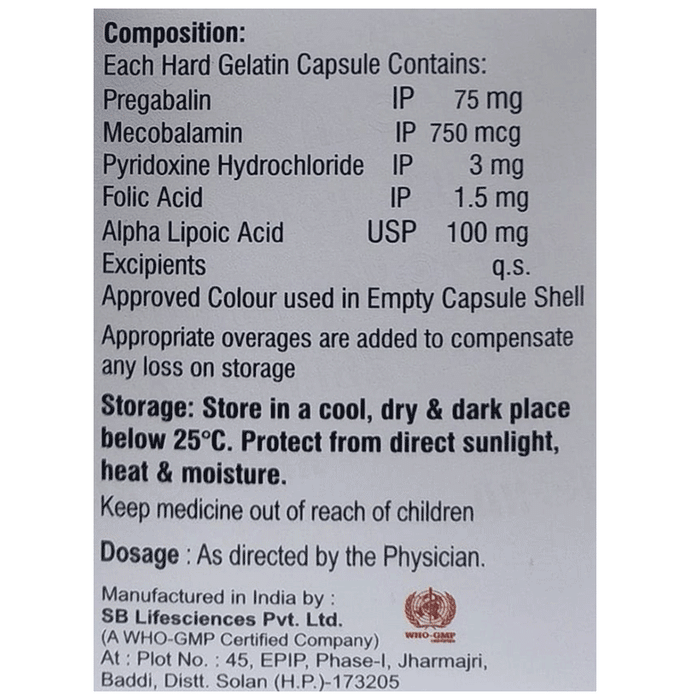 Composition:
Each Hard Gelatin Capsule Contains:
Pregabalin IP 75 mg
Mecobalamin IP 750 mcg
Pyridoxine Hydrochloride IP 3 mg
Folic Acid IP 1.5 mg
Alpha Lipoic Acid USP 100 mg
Excipients q.s.
Approved Colour used in Empty Capsule Shell
Appropriate overages are added to compensate
any loss on storage
Storage: Store in a cool, dry & dark place
below 25°C. Protect from direct sunlight,
heat & moisture.
Keep medicine out of reach of children
Dosage : As directed by the Physician.
Manufactured in India by :
SB Lifesciences Pvt. Ltd.
(A WHO-GMP Certified Company)
WHO-GMP
At : Plot No. : 45, EPIP, Phase-I, Jharmajri,
Baddi, Distt. Solan (H.P.)-173205